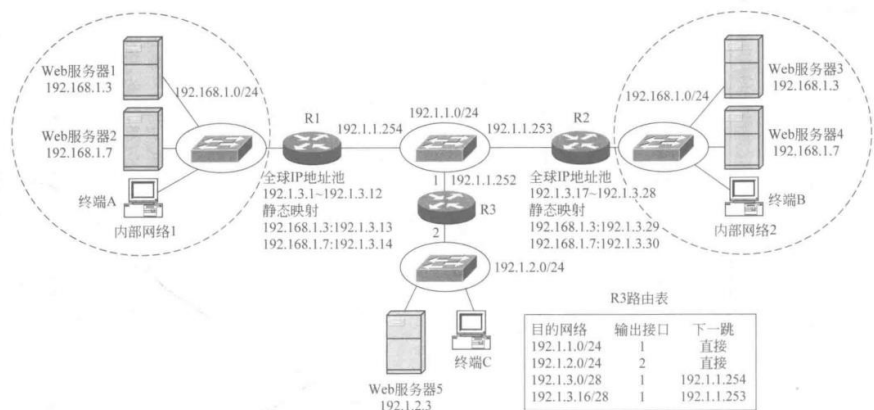 Web服务器1
192.168.1.3
192.168.1.0/24
Web服务器2
192.168.1.7
终端A
内部网络1
R1
192.1.1.254
全球IP地址池
192.1.3.1~192.1.3.12
静态映射
192.168.1.3:192.1.3.13
192.168.1.7:192.1.3.14
192.1.1.0/24
192.1.1.253
R2
192.1.1.252
R3
2
全球IP地址池
192.1.3.17~192.1.3.28
静态映射
192.168.1.3:192.1.3.29
192.168.1.7:192.1.3.30
192.168.1.0/24
Web服务器3
192.168.1.3
Web服务器4
192.168.1.7
终端B
内部网络2
192.1.2.0/24
终端C
Web服务器5
192.1.2.3
R3路由表
目的网络 输出接口 下一跳
192.1.1.0/24 1 直接
192.1.2.0/24 2 直接
192.1.3.0/28 1 192.1.1.254
192.1.3.16/28 1 192.1.1.253